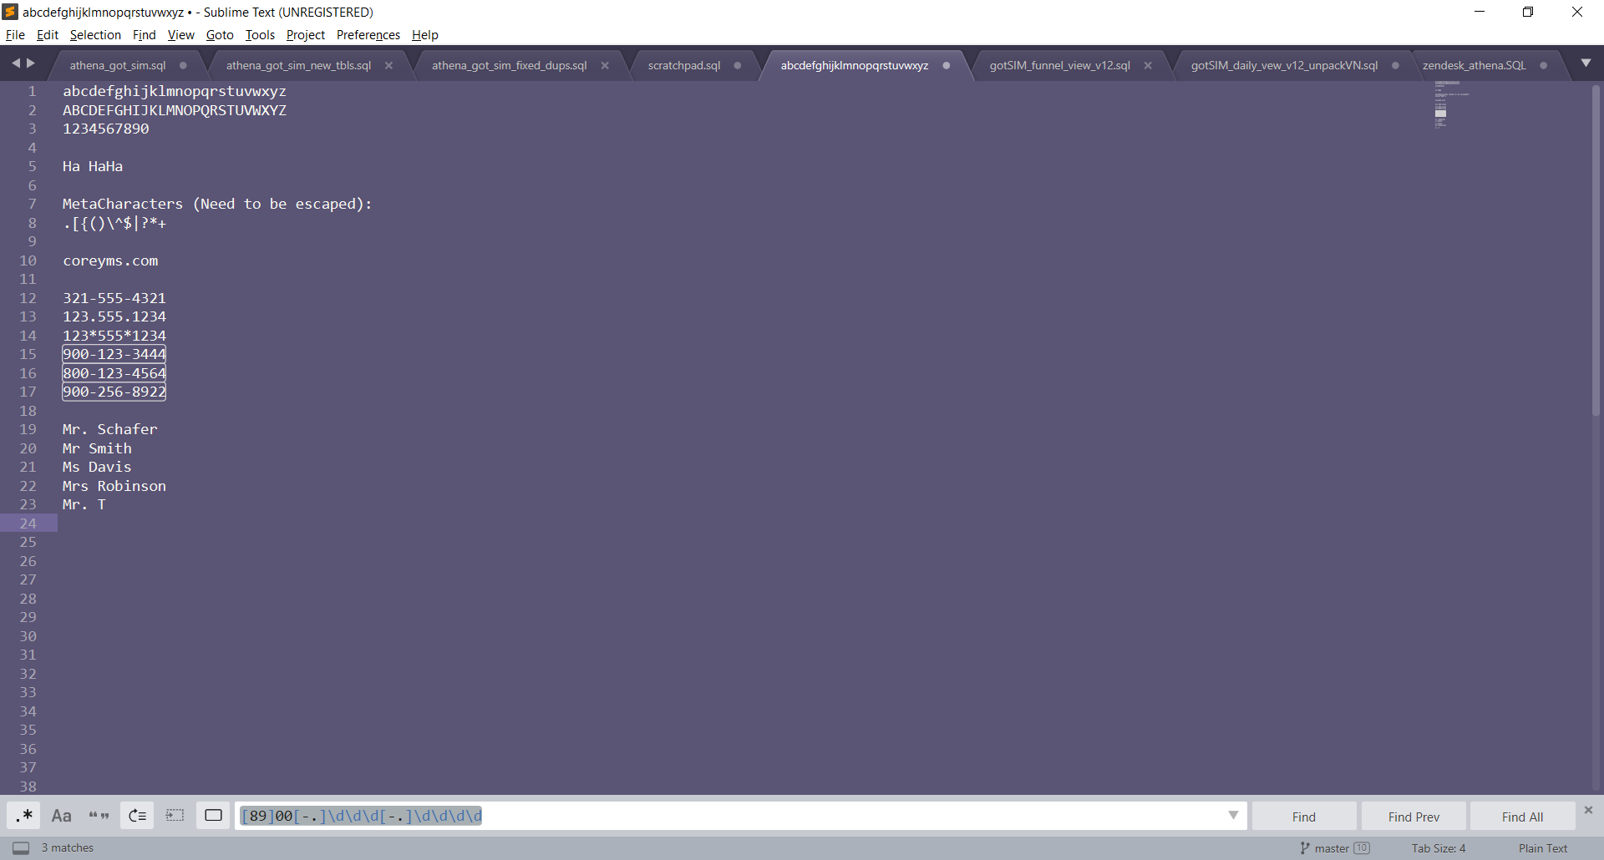 abcdefghijklmnopqrstuvwxyz • - Sublime Text (UNREGISTERED)
File Edit Selection Find View Goto Tools Project Preferences Help
athena_got_sim.sql athena_got_sim_new_tbls.sql athena_got_sim_fixed_dups.sql scratchpad.sql abcdefghijklmnopqrstuvwxyz gotSIM_funnel_view_v12.sql gotSIM_daily_vew_v12_unpackVN.sql zendesk_athena.SQL
1 abcdefghijklmnopqrstuvwxyz
2 ABCDEFGHIJKLMNOPQRSTUVWXYZ
3 1234567890
4
5 Ha HaHa
6
7 MetaCharacters (Need to be escaped):
8 .[{()\^$|?*+
9
10 coreyms.com
11
12 321-555-4321
13 123.555.1234
14 123*555*1234
15 900-123-3444
16 800-123-4564
17 900-256-8922
18
19 Mr. Schafer
20 Mr Smith
21 Ms Davis
22 Mrs Robinson
23 Mr. T
24
25
26
27
28
29
30
31
32
33
34
35
36
37
38
.* Aa “” [89]00[-.]\d\d\d[-.]\d\d\d\d Find Find Prev Find All
3 matches master 10 Tab Size: 4 Plain Text